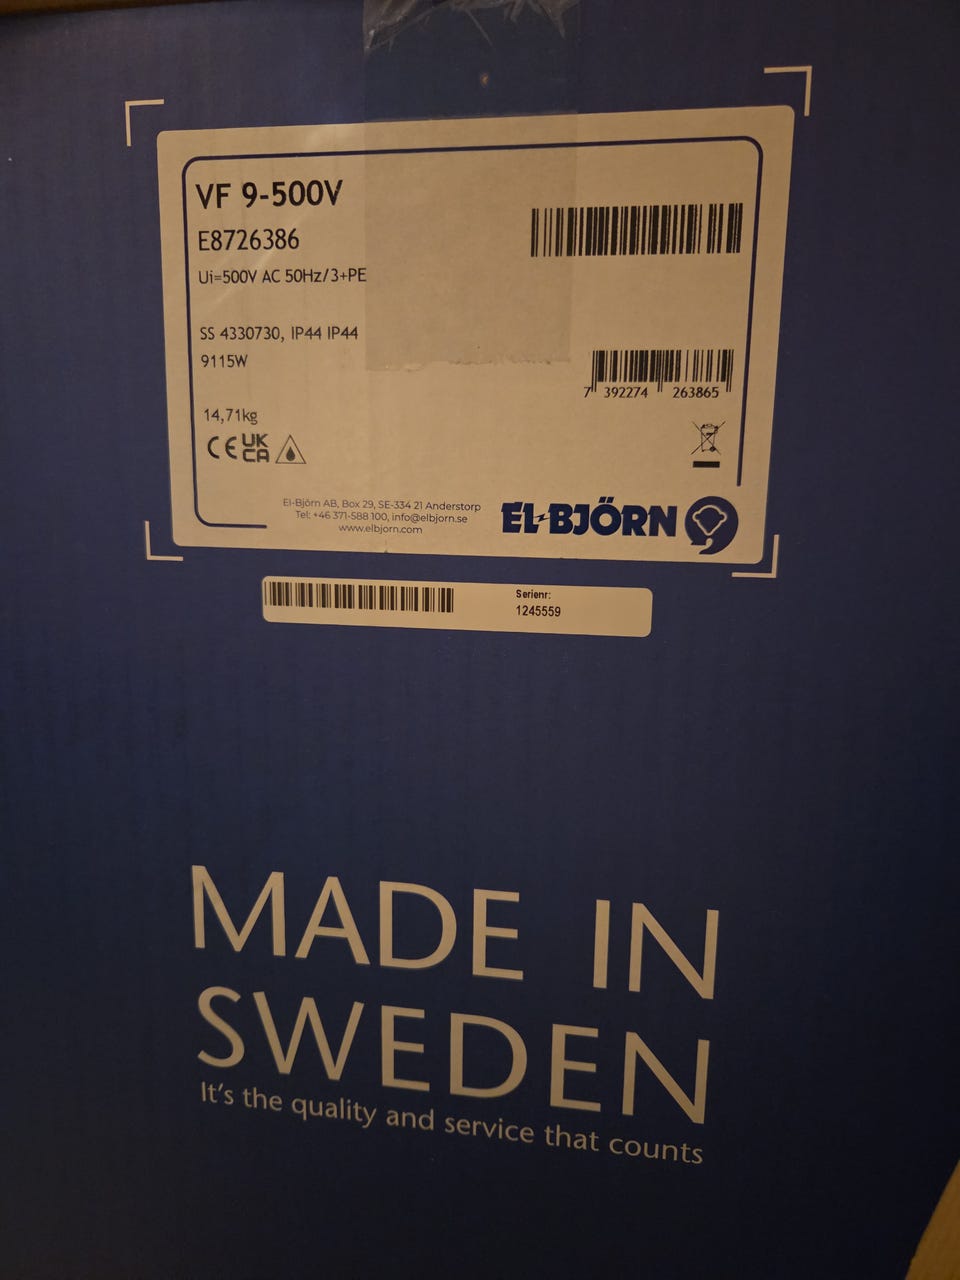 VF 9-500V
E8726386
Ui=500V AC 50Hz/3+PE
SS 4330730, IP44 IP44
9115W
14,71kg
CE UK CA
7 392274 263865
El-Björn AB, Box 29, SE-334 21 Anderstorp
Tel: +46 371-588 100, info@elbjorn.se
www.elbjorn.com
EL-BJÖRN
Serienr:
1245559
MADE IN
SWEDEN
It's the quality and service that counts